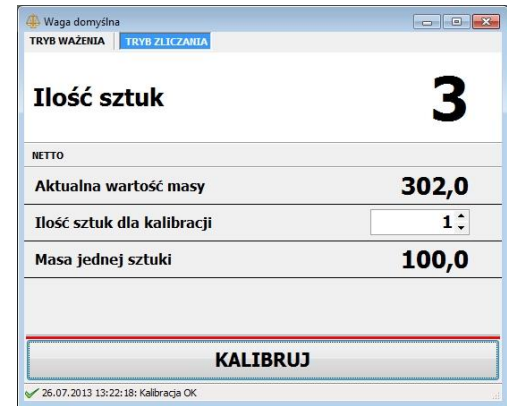 Waga domyślna
TRYB WAŻENIA TRYB ZLICZANIA
Ilość sztuk 3
NETTO
Aktualna wartość masy 302,0
Ilość sztuk dla kalibracji 1
Masa jednej sztuki 100,0
KALIBRUJ
26.07.2013 13:22:18: Kalibracja OK